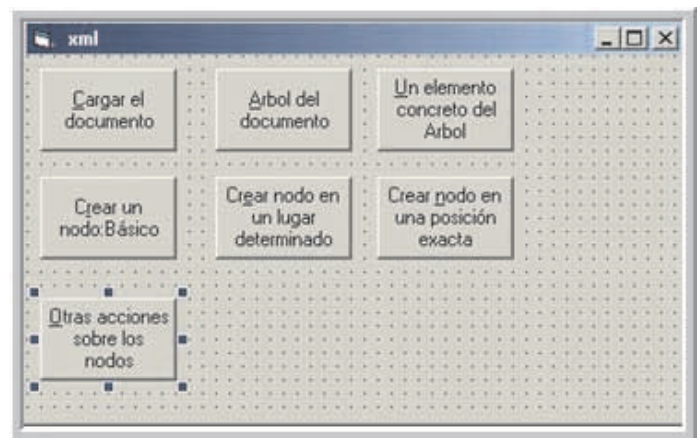 xml
Cargar el
documento
Arbol del
documento
Un elemento
concreto del
Arbol
Crear un
nodo:Básico
Crear nodo en
un lugar
determinado
Crear nodo en
una posición
exacta
Otras acciones
sobre los
nodos